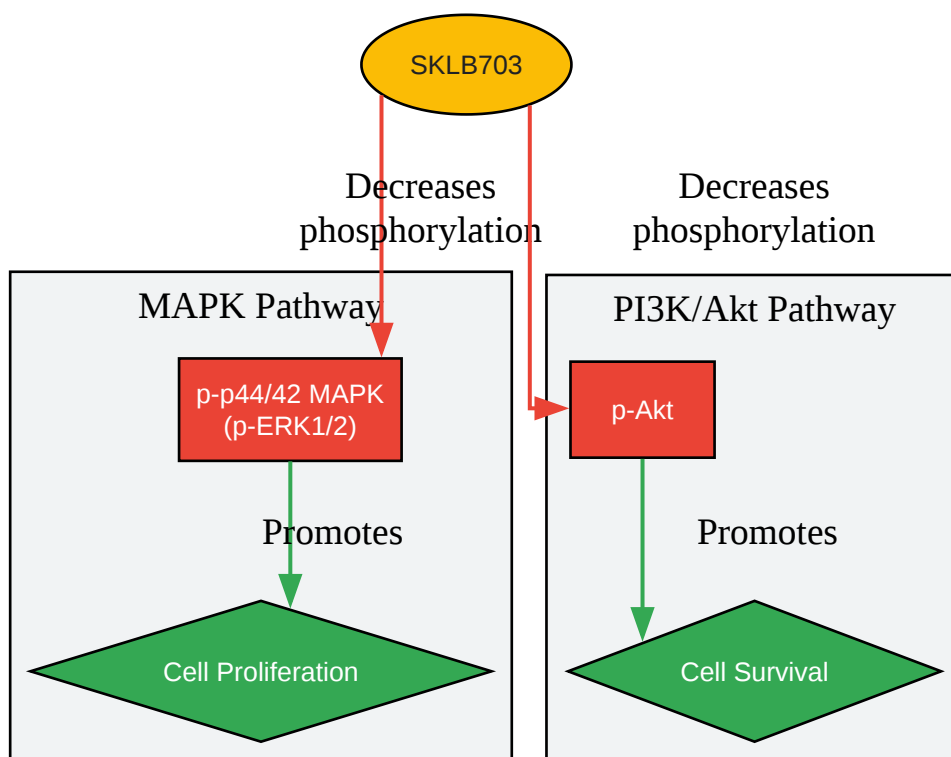 SKLB703
Decreases
phosphorylation
Decreases
phosphorylation
MAPK Pathway
PI3K/Akt Pathway
p-p44/42 MAPK
(p-ERK1/2)
p-Akt
Promotes
Promotes
Cell Proliferation
Cell Survival